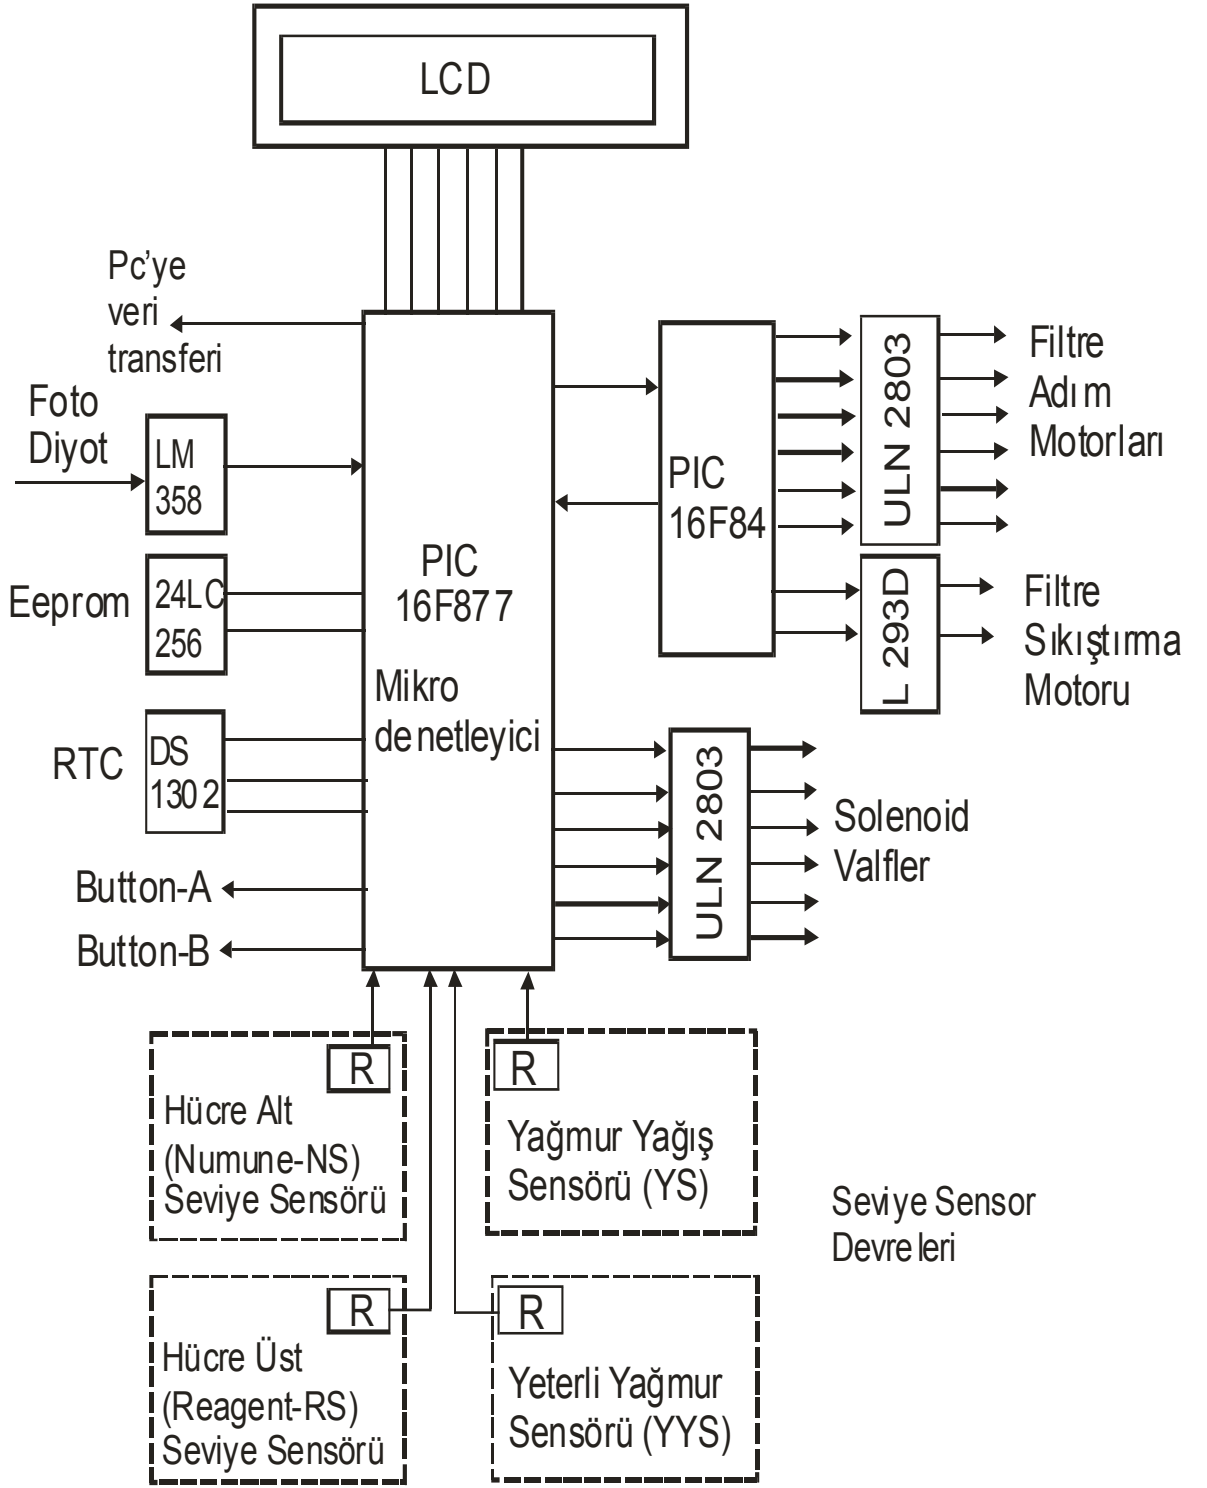 LCD
Pc'ye
veri
transferi
Foto
Diyot
LM
358
Eeprom
24LC
256
RTC
DS
1302
Button-A
Button-B
PIC
16F877
Mikro
denetleyici
PIC
16F84
ULN 2803
Filtre
Adım
Motorları
L 293D
Filtre
Sıkıştırma
Motoru
ULN 2803
Solenoid
Valfler
R
Hücre Alt
(Numune-NS)
Seviye Sensörü
R
Yağmur Yağış
Sensörü (YS)
Seviye Sensor
Devreleri
R
Hücre Üst
(Reagent-RS)
Seviye Sensörü
R
Yeterli Yağmur
Sensörü (YYS)